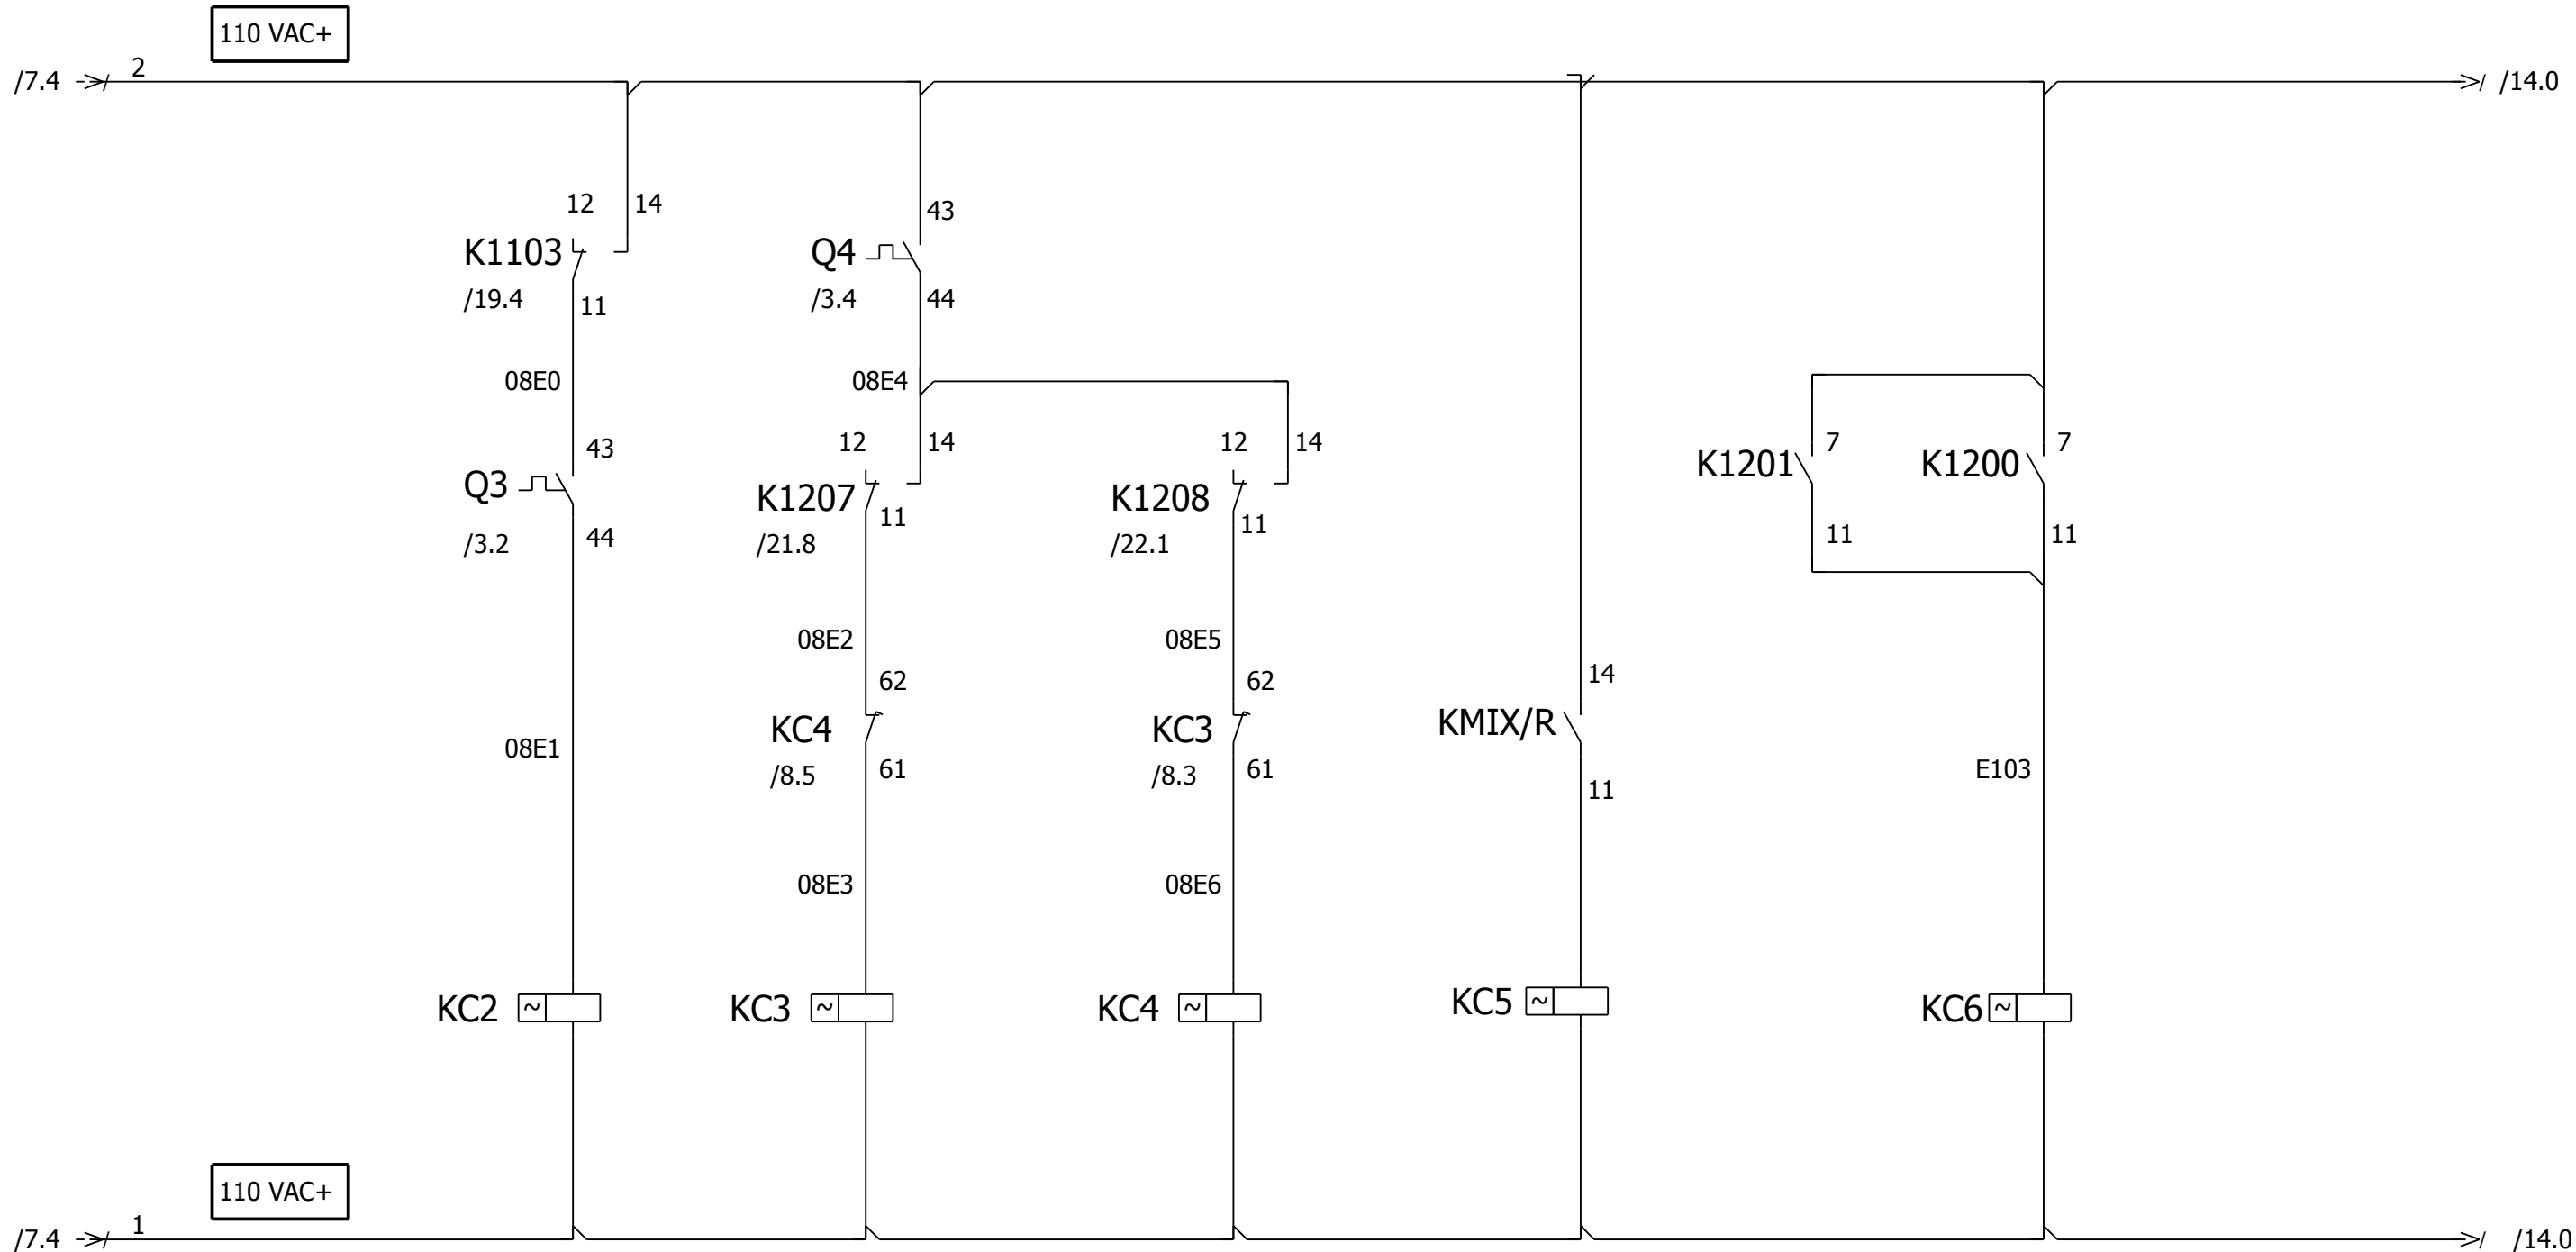 110 VAC+
/7.4
2
/14.0
12
14
K1103
/19.4
11
08E0
43
Q3
/3.2
44
08E1
KC2
43
Q4
/3.4
44
08E4
12
14
K1207
/21.8
11
08E2
62
KC4
/8.5
61
08E3
~
KC3
~
12
14
K1208
/22.1
11
08E5
62
KC3
/8.3
61
08E6
KC4
~
14
KMIX/R
11
KC5
~
7
K1201
11
7
K1200
11
E103
KC6
~
110 VAC+
/7.4
1
/14.0